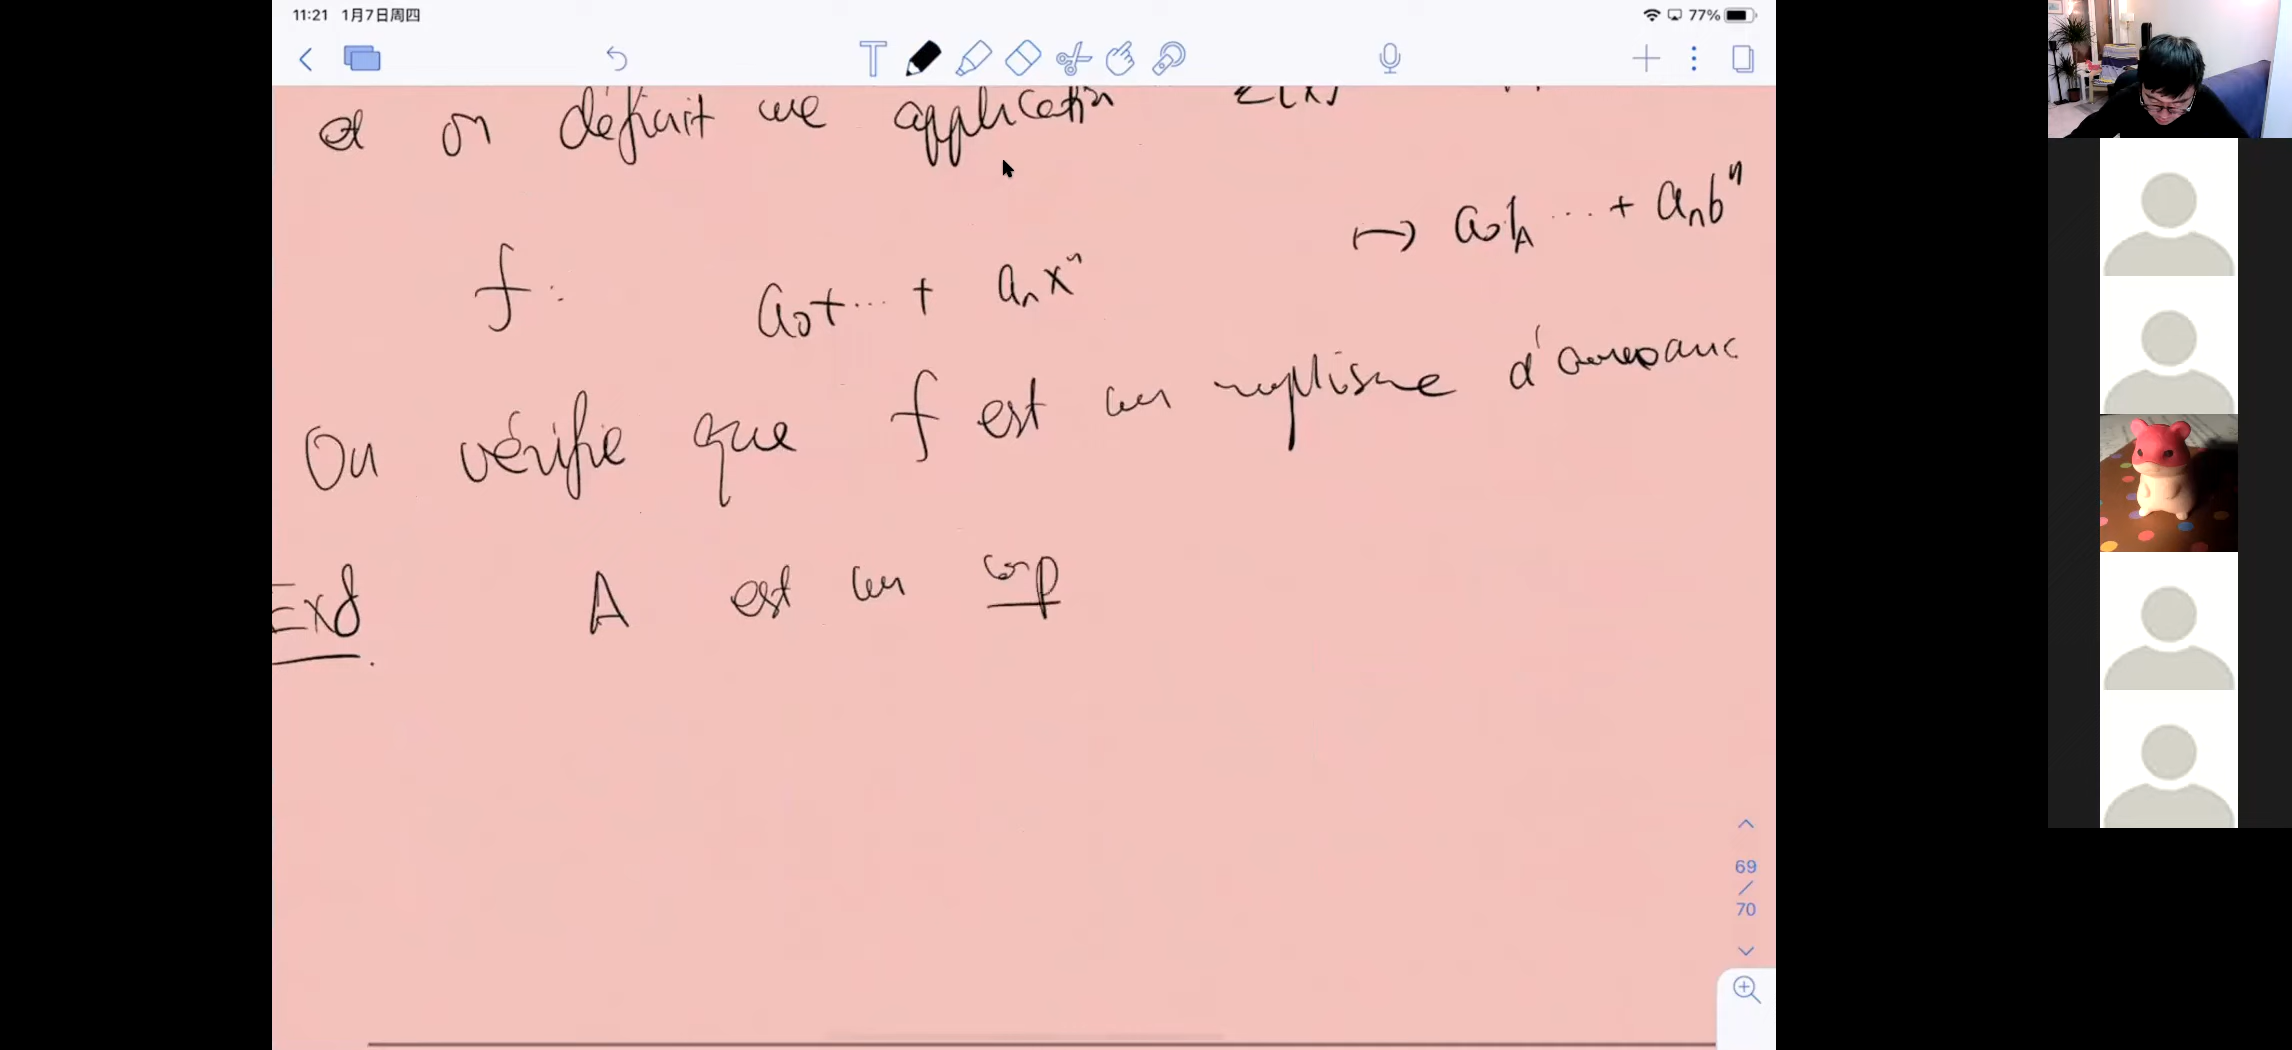 11:21 1月7日周四 77%
et on définit une application Z[X]
↦ a₀1_A ... + aₙbⁿ
f: a₀+ ... + aₙXⁿ
On vérifie que f est un morphisme d'anneaux
Ex8 A est un corp
69
/
70